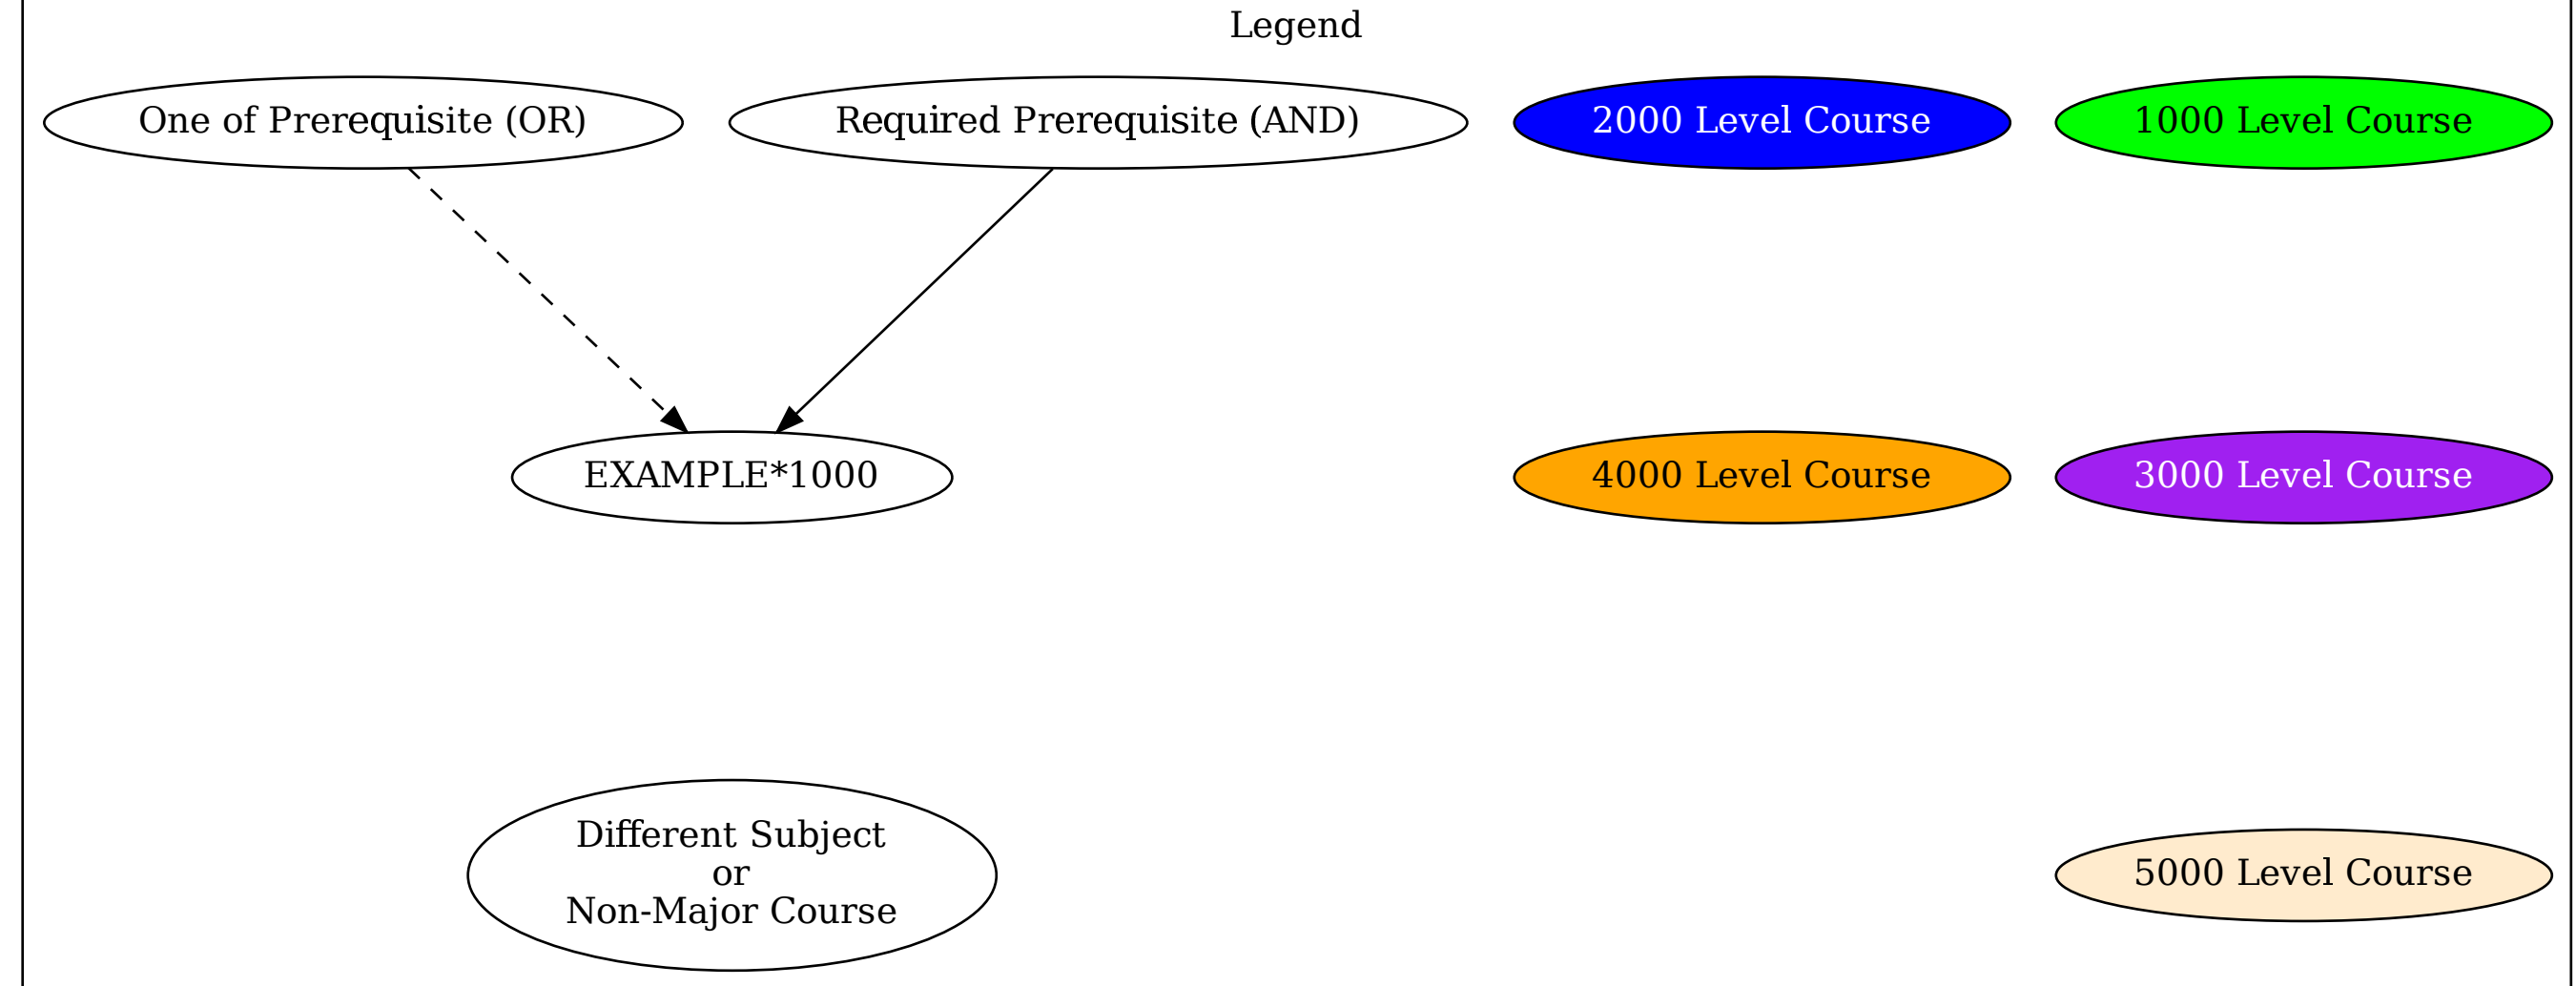 Legend
One of Prerequisite (OR)
Required Prerequisite (AND)
2000 Level Course
1000 Level Course
EXAMPLE*1000
4000 Level Course
3000 Level Course
Different Subject
or
Non-Major Course
5000 Level Course